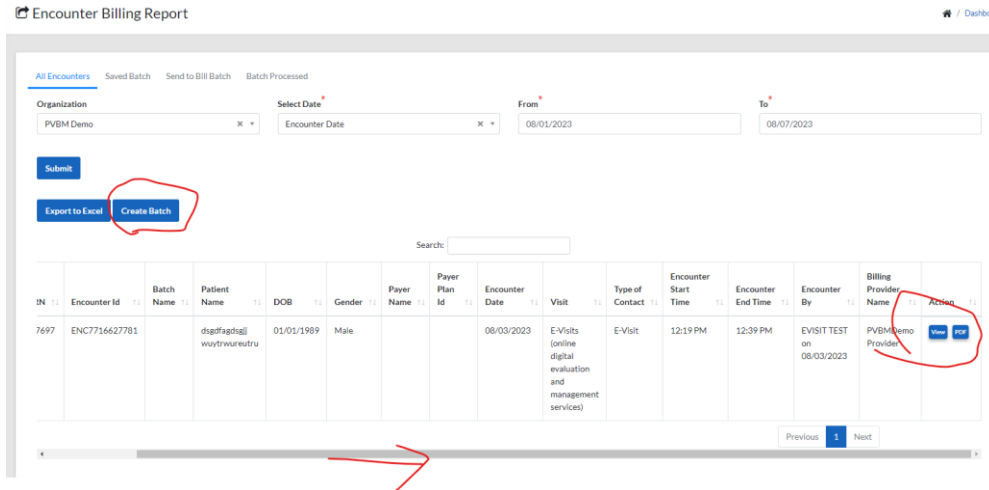 Encounter Billing Report
/ Dashbo
All Encounters Saved Batch Send to Bill Batch Batch Processed
Organization Select Date* From* To*
PVBM Demo Encounter Date 08/01/2023 08/07/2023
Submit
Export to Excel Create Batch
Search:
RN Encounter Id Batch Name Patient Name DOB Gender Payer Name Payer Plan Id Encounter Date Visit Type of Contact Encounter Start Time Encounter End Time Encounter By Billing Provider Name Action
7697 ENC7716627781 dsgdfagdsgjj wuytrwureutru 01/01/1989 Male 08/03/2023 E-Visits (online digital evaluation and management services) E-Visit 12:19 PM 12:39 PM EVISIT TEST on 08/03/2023 PVBMDemo Provider View PDF
Previous 1 Next